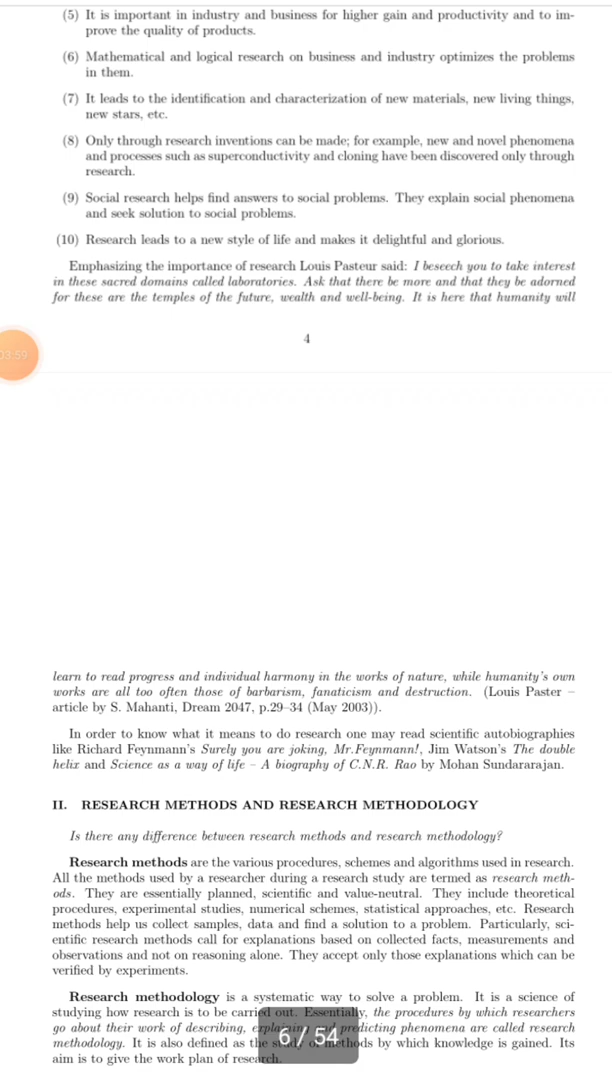 (5) It is important in industry and business for higher gain and productivity and to im-
prove the quality of products.
(6) Mathematical and logical research on business and industry optimizes the problems
in them.
(7) It leads to the identification and characterization of new materials, new living things,
new stars, etc.
(8) Only through research inventions can be made; for example, new and novel phenomena
and processes such as superconductivity and cloning have been discovered only through
research.
(9) Social research helps find answers to social problems. They explain social phenomena
and seek solution to social problems.
(10) Research leads to a new style of life and makes it delightful and glorious.
Emphasizing the importance of research Louis Pasteur said: I beseech you to take interest
in these sacred domains called laboratories. Ask that there be more and that they be adorned
for these are the temples of the future, wealth and well-being. It is here that humanity will
4
03:59
learn to read progress and individual harmony in the works of nature, while humanity's own
works are all too often those of barbarism, fanaticism and destruction. (Louis Paster –
article by S. Mahanti, Dream 2047, p.29–34 (May 2003)).
In order to know what it means to do research one may read scientific autobiographies
like Richard Feynmann's Surely you are joking, Mr.Feynmann!, Jim Watson's The double
helix and Science as a way of life – A biography of C.N.R. Rao by Mohan Sundararajan.
II. RESEARCH METHODS AND RESEARCH METHODOLOGY
Is there any difference between research methods and research methodology?
Research methods are the various procedures, schemes and algorithms used in research.
All the methods used by a researcher during a research study are termed as research meth-
ods. They are essentially planned, scientific and value-neutral. They include theoretical
procedures, experimental studies, numerical schemes, statistical approaches, etc. Research
methods help us collect samples, data and find a solution to a problem. Particularly, sci-
entific research methods call for explanations based on collected facts, measurements and
observations and not on reasoning alone. They accept only those explanations which can be
verified by experiments.
Research methodology is a systematic way to solve a problem. It is a science of
studying how research is to be carried out. Essentially, the procedures by which researchers
go about their work of describing, explaining and predicting phenomena are called research
methodology. It is also defined as the study of methods by which knowledge is gained. Its
aim is to give the work plan of research.
6 / 54